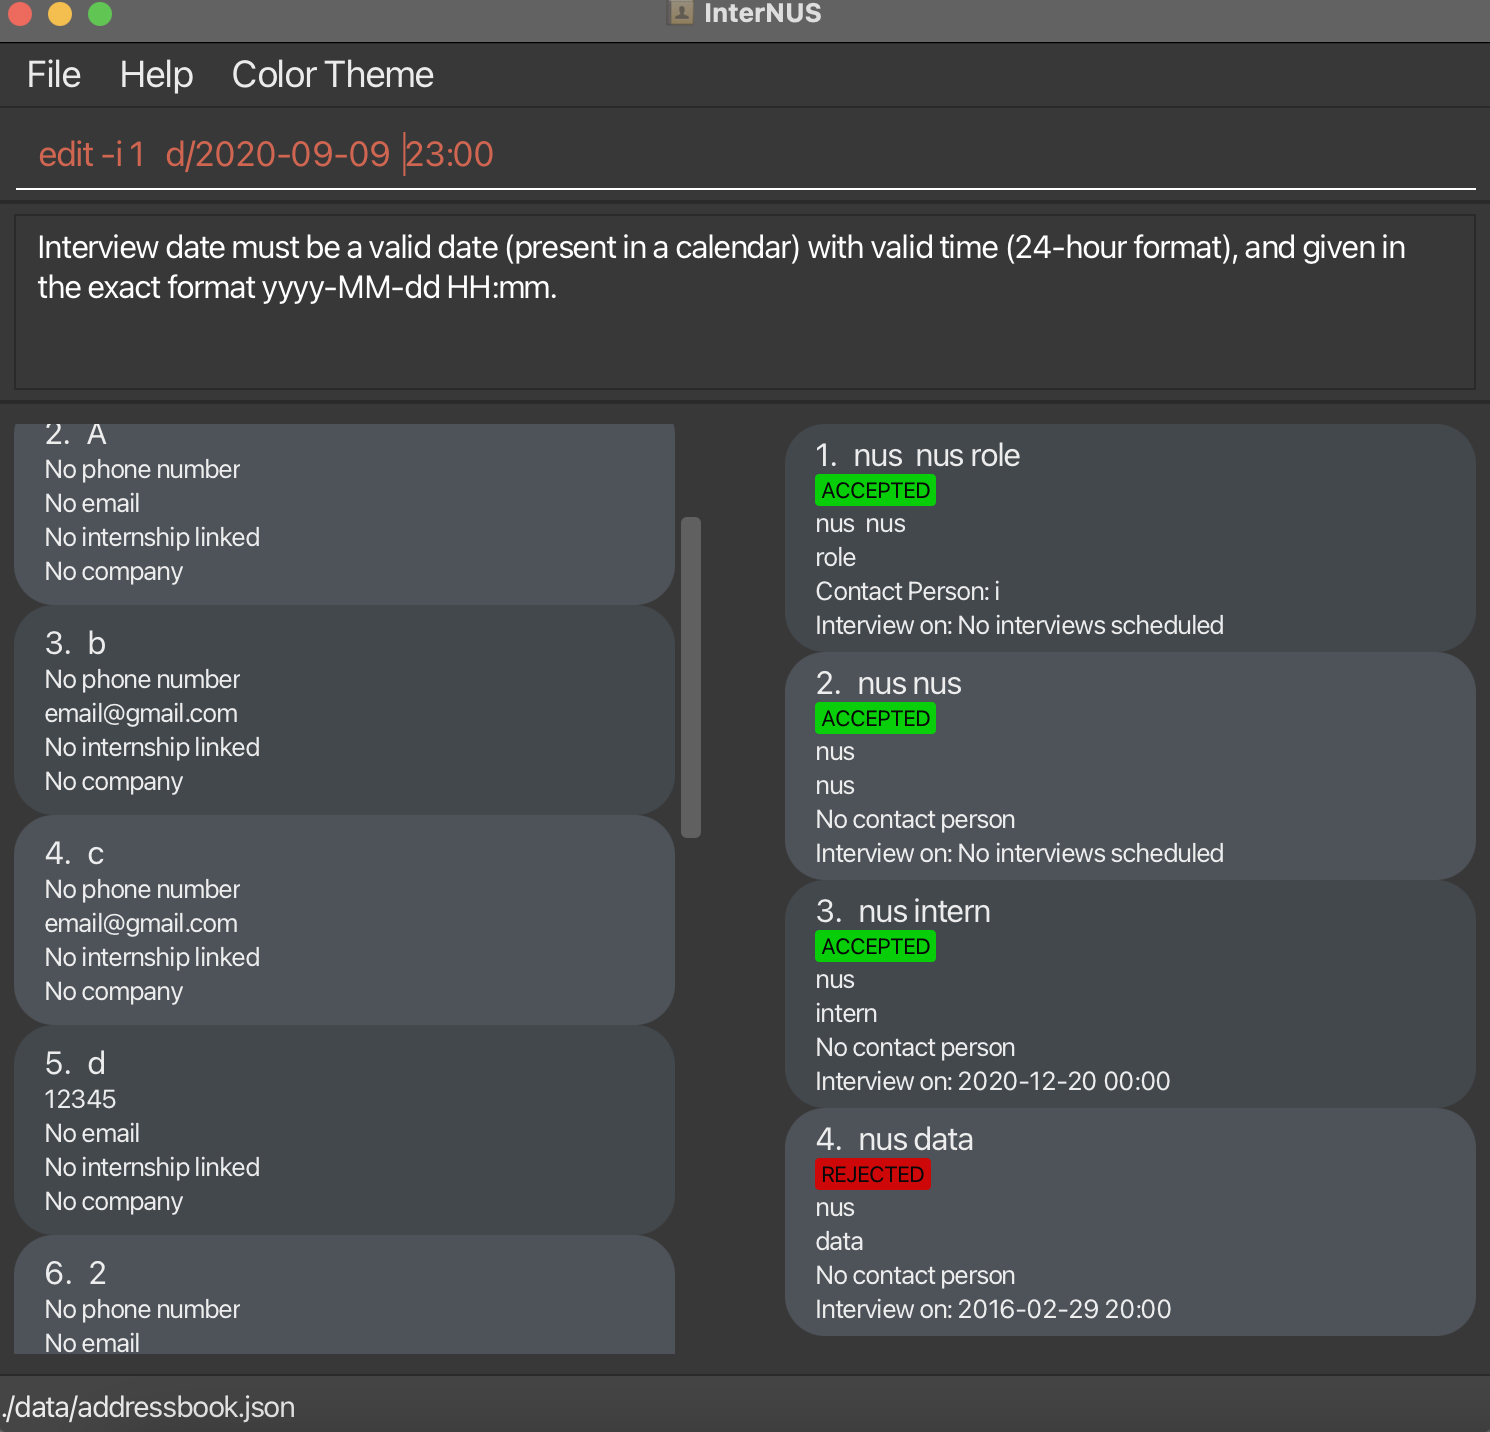 InterNUS
File Help Color Theme
edit -i 1  d/2020-09-09 23:00
Interview date must be a valid date (present in a calendar) with valid time (24-hour format), and given in
the exact format yyyy-MM-dd HH:mm.
2. A
No phone number
No email
No internship linked
No company
3. b
No phone number
email@gmail.com
No internship linked
No company
4. c
No phone number
email@gmail.com
No internship linked
No company
5. d
12345
No email
No internship linked
No company
6. 2
No phone number
No email
1. nus  nus role
ACCEPTED
nus  nus
role
Contact Person: i
Interview on: No interviews scheduled
2. nus nus
ACCEPTED
nus
nus
No contact person
Interview on: No interviews scheduled
3. nus intern
ACCEPTED
nus
intern
No contact person
Interview on: 2020-12-20 00:00
4. nus data
REJECTED
nus
data
No contact person
Interview on: 2016-02-29 20:00
./data/addressbook.json